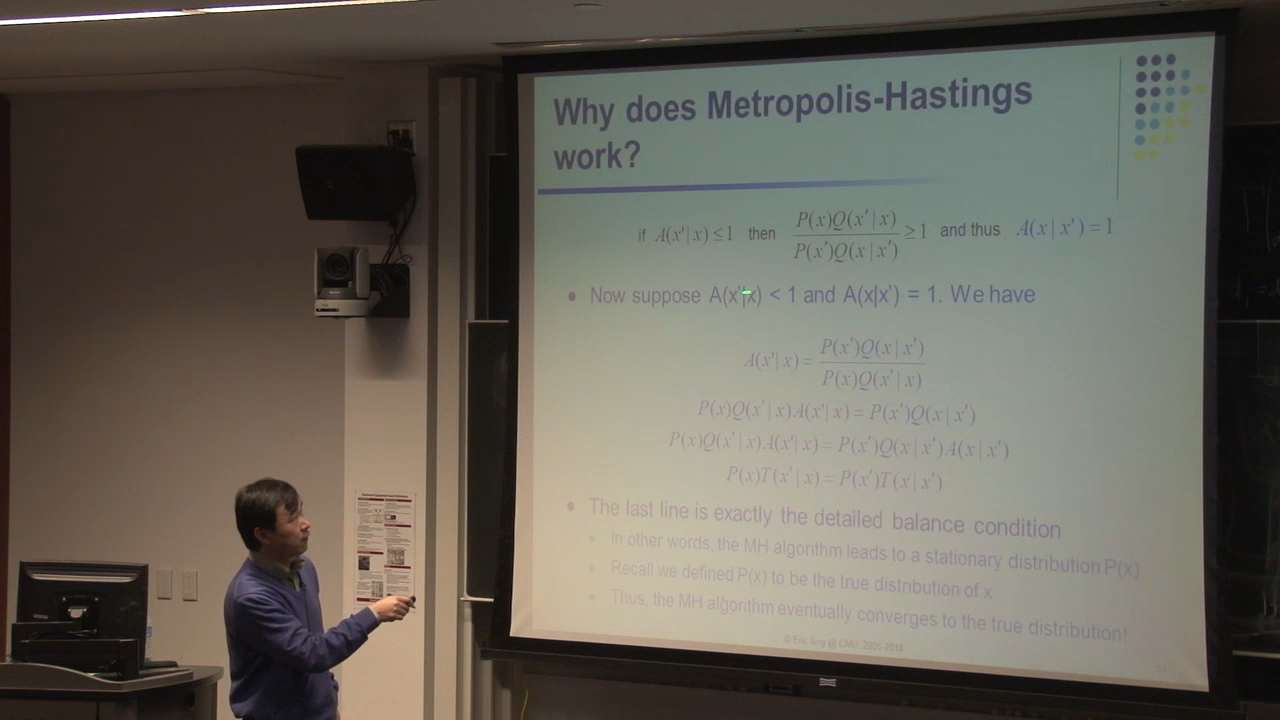 Why does Metropolis-Hastings
work?
if A(x'|x) ≤ 1 then P(x)Q(x'|x) / P(x')Q(x|x') ≥ 1 and thus A(x|x') = 1
• Now suppose A(x'|x) < 1 and A(x|x') = 1. We have
A(x'|x) = P(x')Q(x|x') / P(x)Q(x'|x)
P(x)Q(x'|x)A(x'|x) = P(x')Q(x|x')
P(x)Q(x'|x)A(x'|x) = P(x')Q(x|x')A(x|x')
P(x)T(x'|x) = P(x')T(x|x')
• The last line is exactly the detailed balance condition
• In other words, the MH algorithm leads to a stationary distribution P(x)
• Recall we defined P(x) to be the true distribution of x
• Thus, the MH algorithm eventually converges to the true distribution!
© Eric Xing @ CMU, 2005-2014